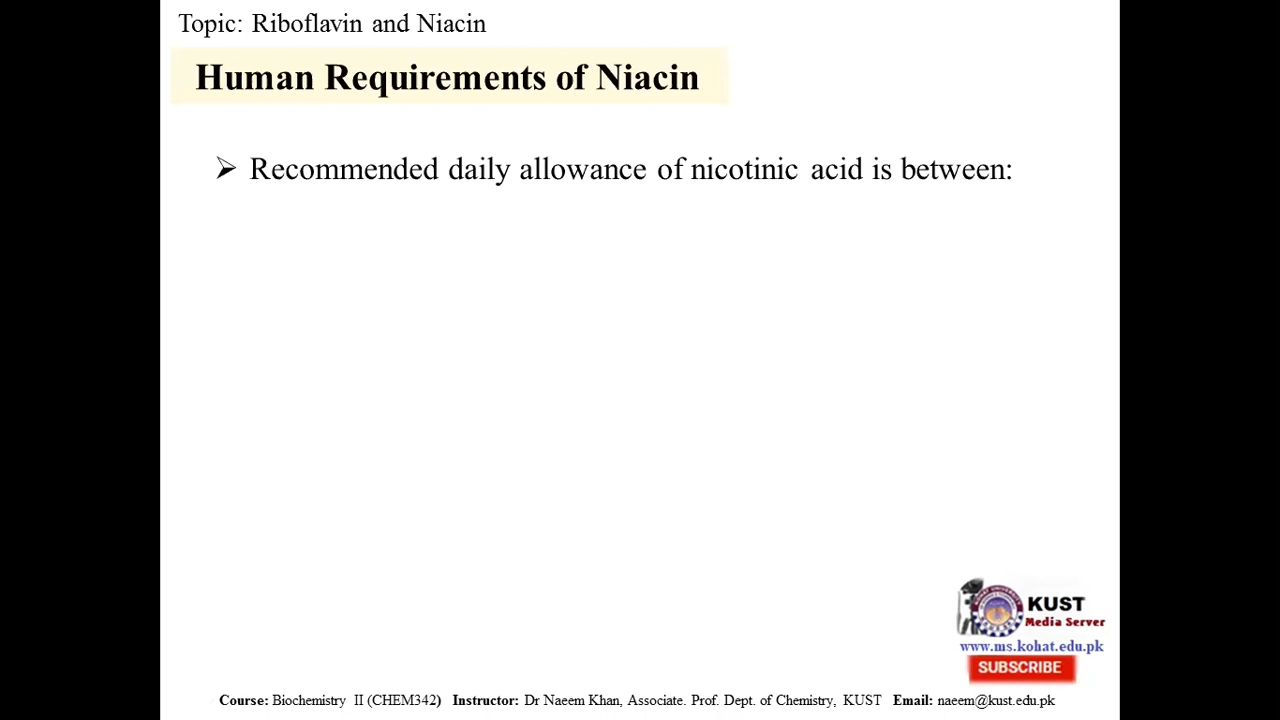 Topic: Riboflavin and Niacin
Human Requirements of Niacin
➢ Recommended daily allowance of nicotinic acid is between:
KUST
Media Server
www.ms.kohat.edu.pk
SUBSCRIBE
Course: Biochemistry II (CHEM342) Instructor: Dr Naeem Khan, Associate. Prof. Dept. of Chemistry, KUST Email: naeem@kust.edu.pk